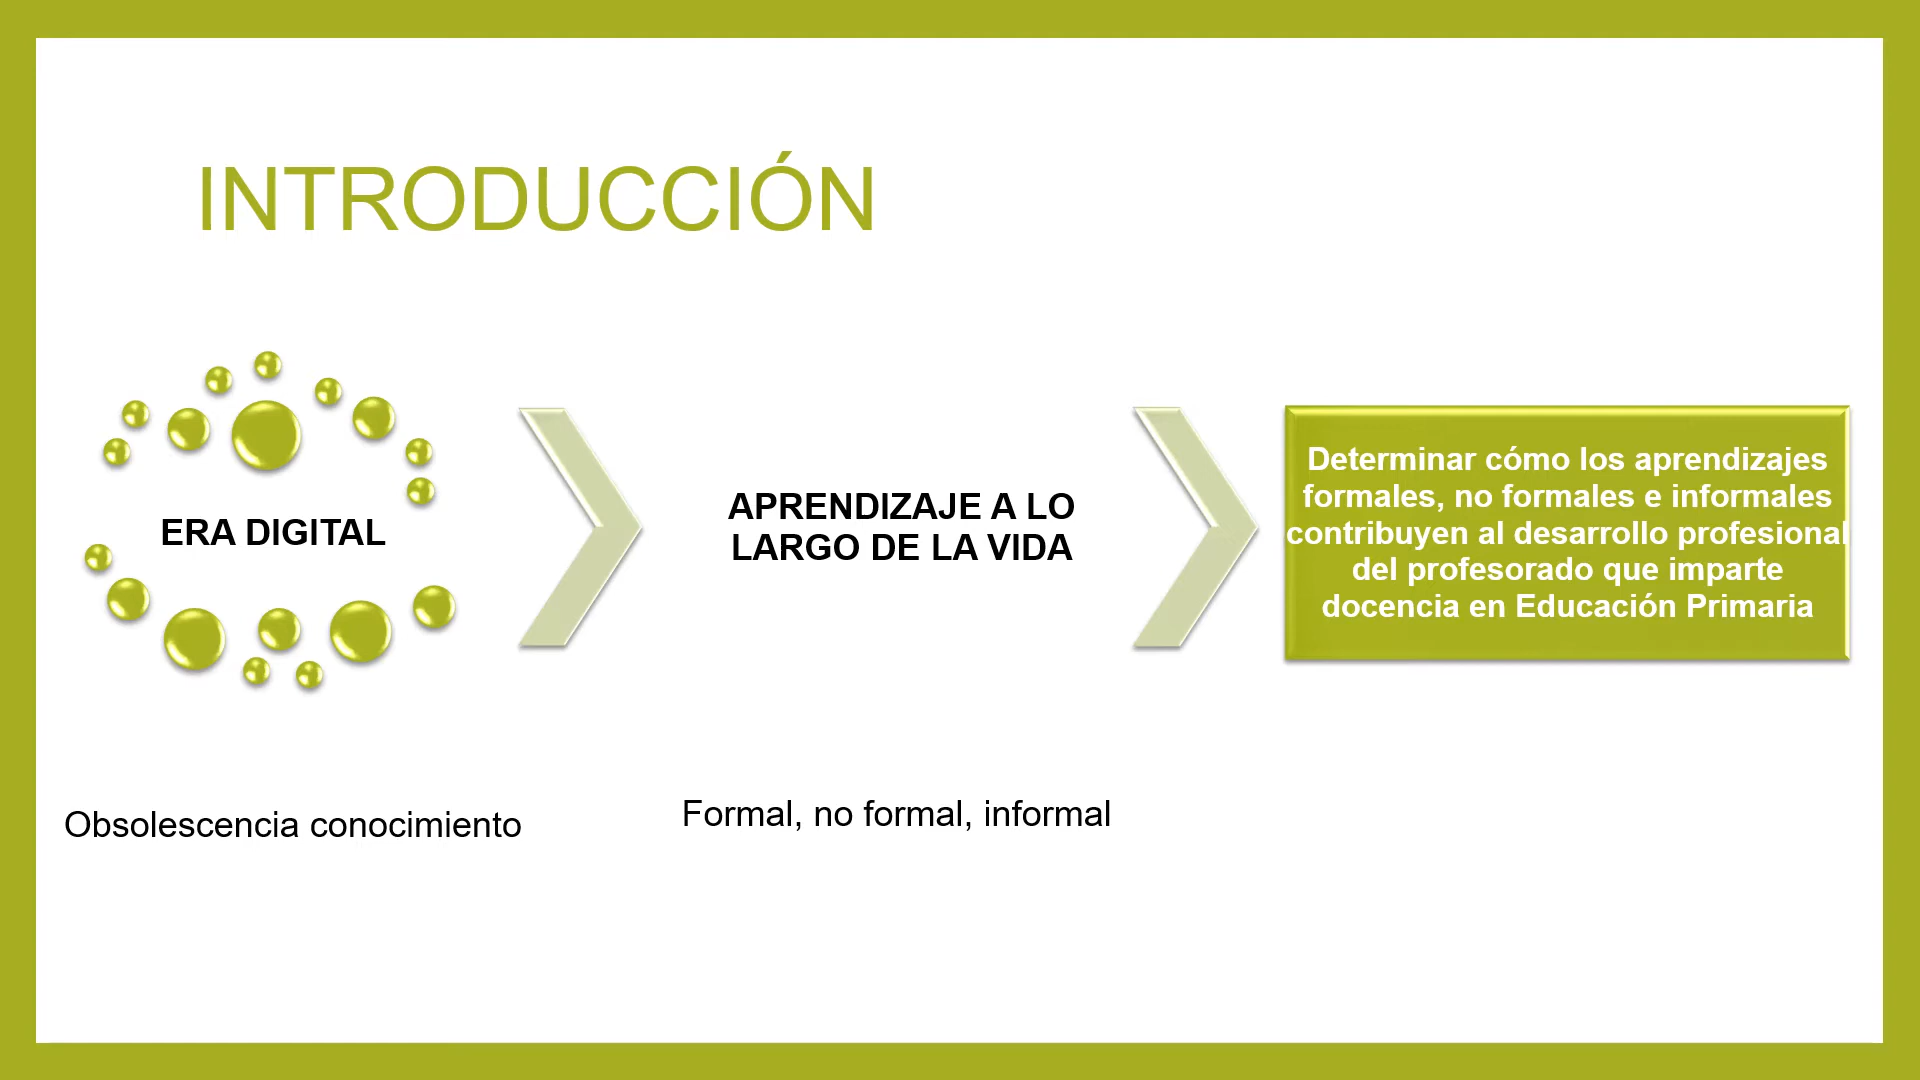 INTRODUCCIÓN
ERA DIGITAL
APRENDIZAJE A LO
LARGO DE LA VIDA
Determinar cómo los aprendizajes
formales, no formales e informales
contribuyen al desarrollo profesional
del profesorado que imparte
docencia en Educación Primaria
Obsolescencia conocimiento
Formal, no formal, informal